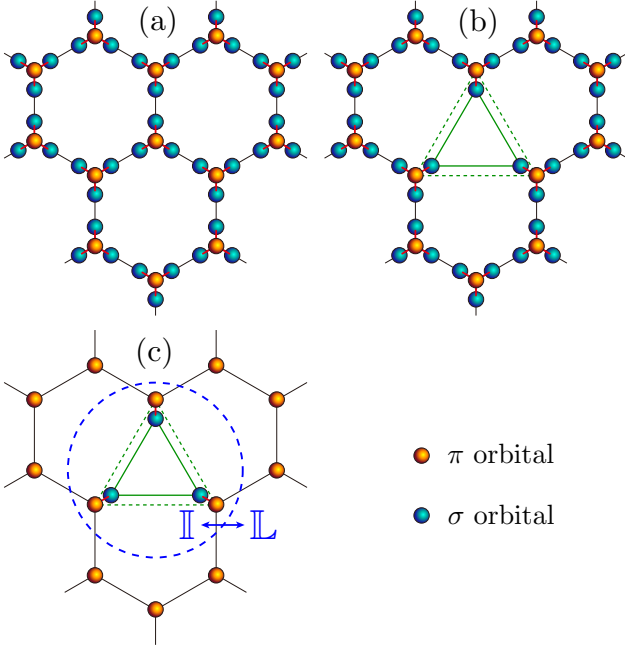 (a)
(b)
(c)
π orbital
σ orbital
𝕀 𝕃